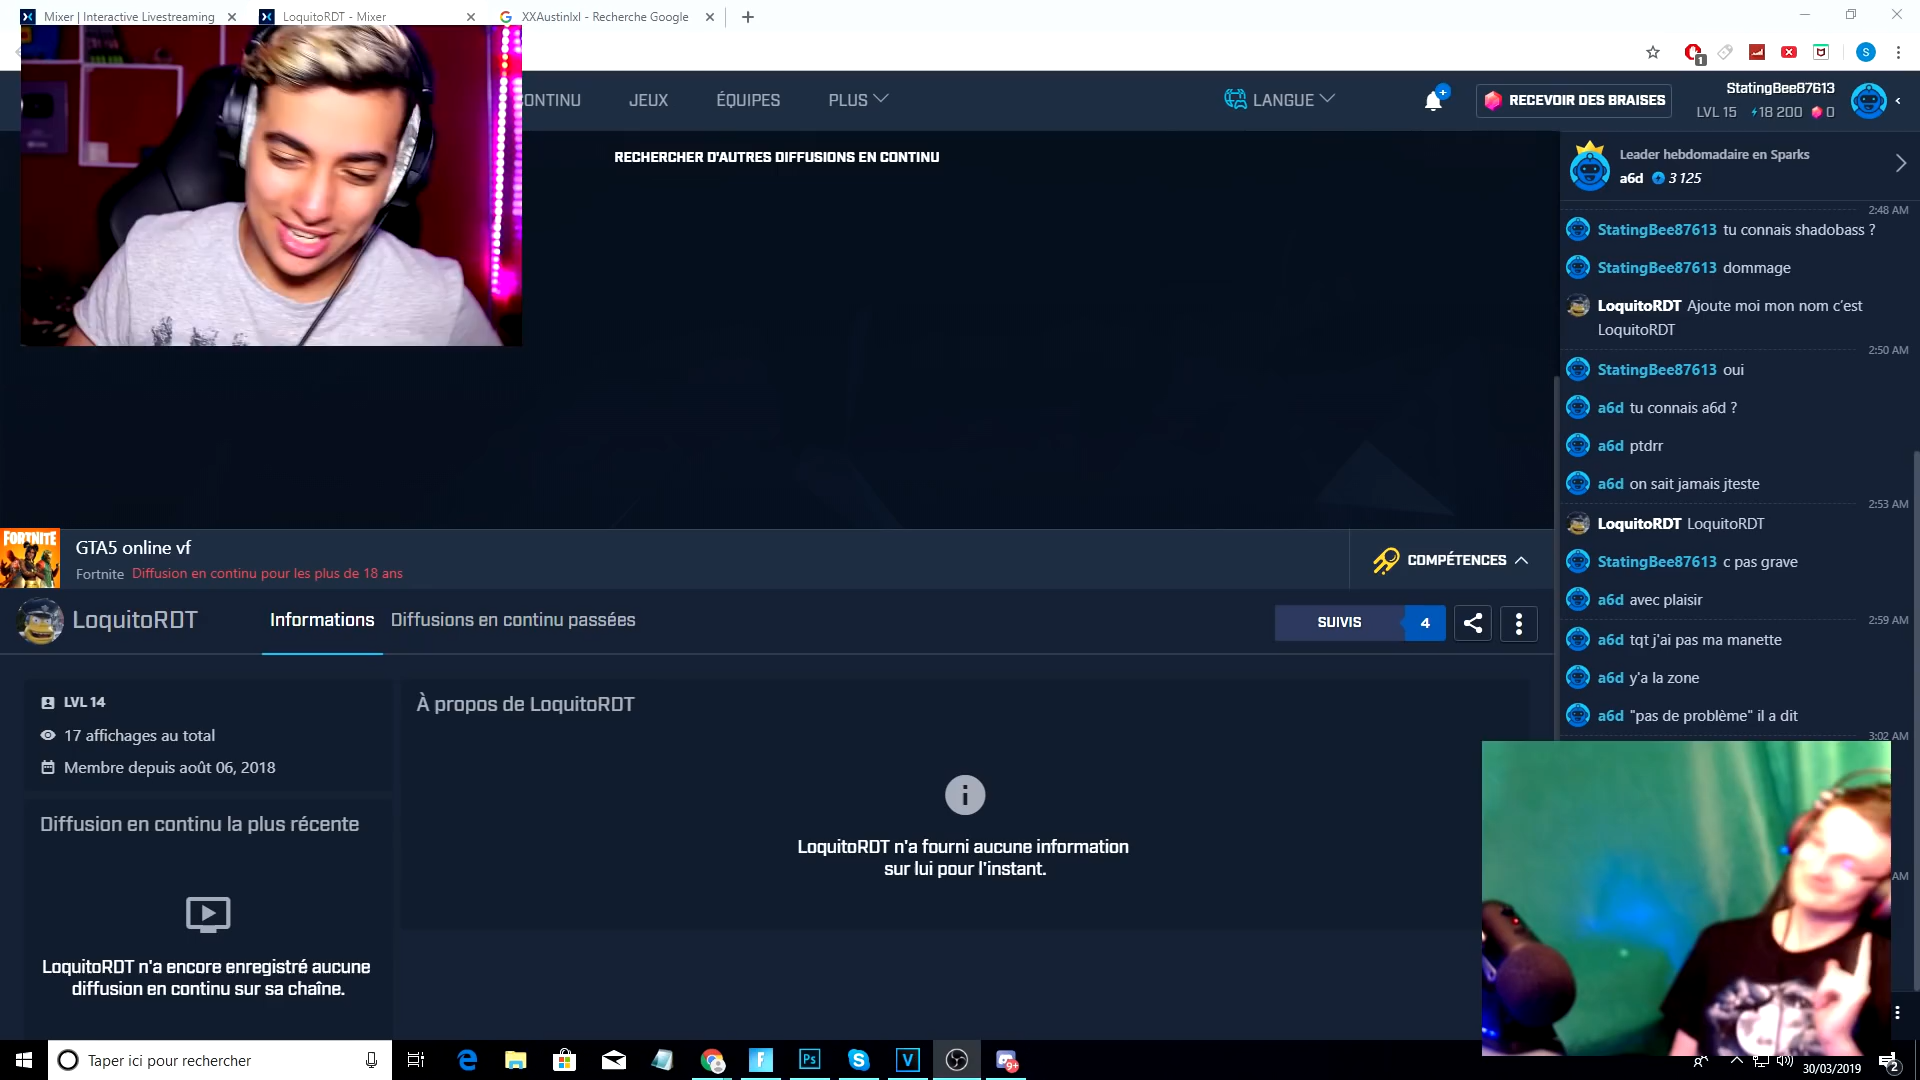 Mixer | Interactive Livestreaming
LoquitoRDT - Mixer
XXAustinlxl - Recherche Google
1
S
ONTINU
JEUX
ÉQUIPES
PLUS
LANGUE
RECEVOIR DES BRAISES
StatingBee87613
LVL 15
18 200
0
RECHERCHER D'AUTRES DIFFUSIONS EN CONTINU
Leader hebdomadaire en Sparks
a6d 3 125
2:48 AM
StatingBee87613 tu connais shadobass ?
StatingBee87613 dommage
LoquitoRDT Ajoute moi mon nom c'est
LoquitoRDT
2:50 AM
StatingBee87613 oui
a6d tu connais a6d ?
a6d ptdrr
a6d on sait jamais jteste
2:53 AM
LoquitoRDT LoquitoRDT
StatingBee87613 c pas grave
a6d avec plaisir
2:59 AM
a6d tqt j'ai pas ma manette
a6d y'a la zone
a6d "pas de problème" il a dit
3:02 AM
AM
FORTNITE
GTA5 online vf
Fortnite Diffusion en continu pour les plus de 18 ans
COMPÉTENCES
LoquitoRDT
Informations
Diffusions en continu passées
SUIVIS
4
LVL 14
17 affichages au total
Membre depuis août 06, 2018
À propos de LoquitoRDT
LoquitoRDT n'a fourni aucune information
sur lui pour l'instant.
Diffusion en continu la plus récente
LoquitoRDT n'a encore enregistré aucune
diffusion en continu sur sa chaîne.
Taper ici pour rechercher
Ps
V
9+
30/03/2019
2